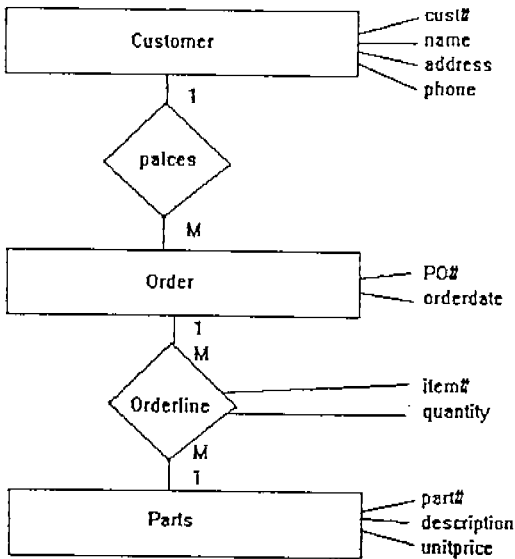 Customer
cust#
name
address
phone
1
palces
M
Order
PO#
orderdate
1
M
Orderline
item#
quantity
M
1
Parts
part#
description
unitprice